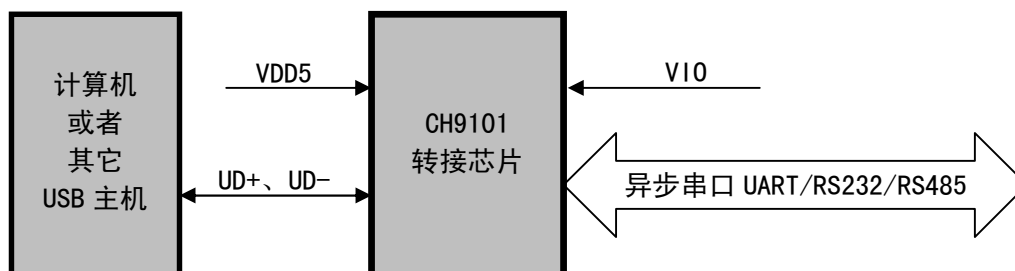 计算机
或者
其它
USB 主机
VDD5
UD+、UD-
CH9101
转接芯片
VIO
异步串口 UART/RS232/RS485